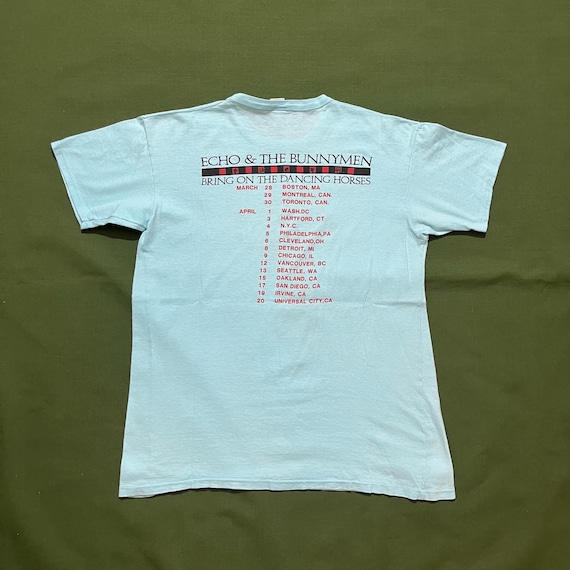 ECHO & THE BUNNYMEN
BRING ON THE DANCING HORSES
MARCH 28 BOSTON, MA
29 MONTREAL, CAN.
30 TORONTO, CAN.
APRIL 1 WASH.DC
3 HARTFORD, CT
4 N.Y.C.
5 PHILADELPHIA,PA
6 CLEVELAND,OH
8 DETROIT, MI
9 CHICAGO, IL
12 VANCOUVER, BC
13 SEATTLE, WA
15 OAKLAND, CA
17 SAN DIEGO, CA
19 IRVINE, CA
20 UNIVERSAL CITY,CA